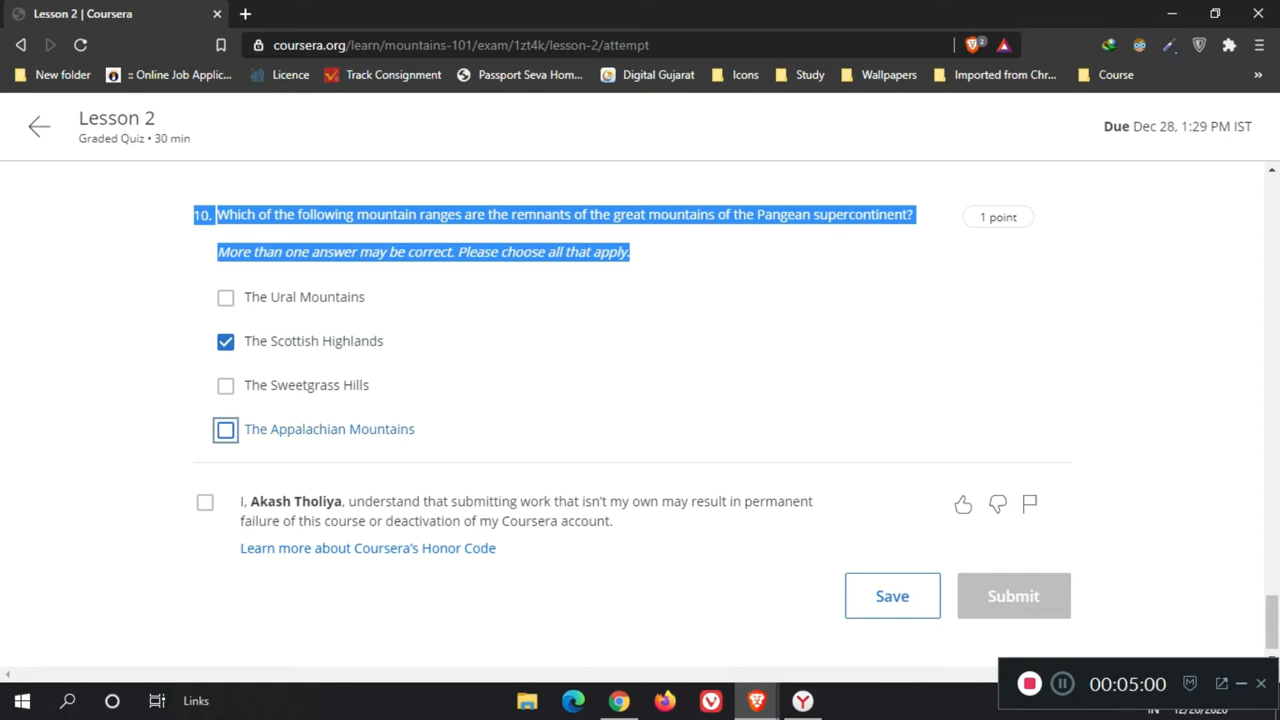 Lesson 2 | Coursera
coursera.org/learn/mountains-101/exam/1zt4k/lesson-2/attempt
2
New folder
:: Online Job Applic...
Licence
Track Consignment
Passport Seva Hom...
Digital Gujarat
Icons
Study
Wallpapers
Imported from Chr...
Course
»
Lesson 2
Graded Quiz • 30 min
Due Dec 28, 1:29 PM IST
10. Which of the following mountain ranges are the remnants of the great mountains of the Pangean supercontinent?
1 point
More than one answer may be correct. Please choose all that apply.
The Ural Mountains
The Scottish Highlands
The Sweetgrass Hills
The Appalachian Mountains
I, Akash Tholiya, understand that submitting work that isn't my own may result in permanent
failure of this course or deactivation of my Coursera account.
Learn more about Coursera's Honor Code
Save
Submit
Links
00:05:00